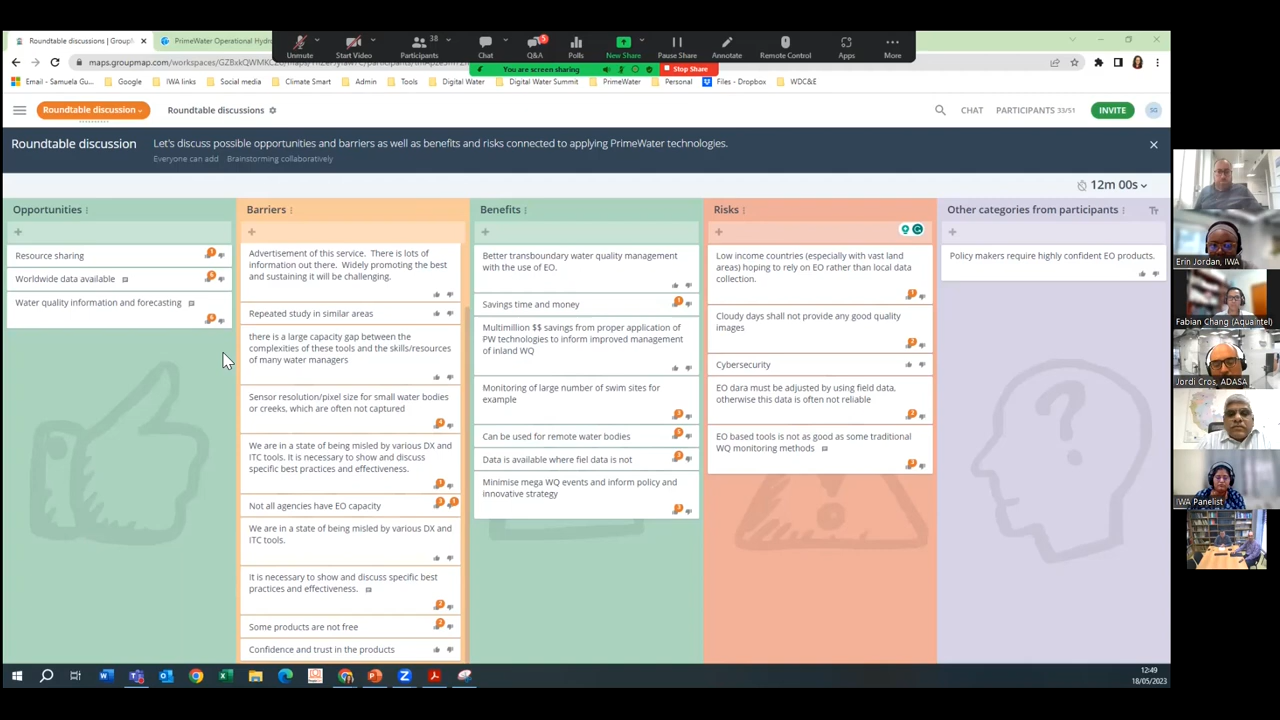 Roundtable discussions | GroupM
PrimeWater Operational Hydro
Unmute
Start Video
38
Participants
Chat
5
Q&A
Polls
New Share
Pause Share
Annotate
Remote Control
Apps
More
You are screen sharing
Stop Share
Email - Samuela Gu...
Google
IWA links
Social media
Climate Smart
Admin
Tools
Digital Water
Digital Water Summit
PrimeWater
Personal
Files - Dropbox
WDC&E
Roundtable discussion
Roundtable discussions
CHAT
PARTICIPANTS 33/51
INVITE
SG
Roundtable discussion
Let's discuss possible opportunities and barriers as well as benefits and risks connected to applying PrimeWater technologies.
Everyone can add
Brainstorming collaboratively
12m 00s
Opportunities
Resource sharing
Worldwide data available
Water quality information and forecasting
Barriers
Advertisement of this service. There is lots of
information out there. Widely promoting the best
and sustaining it will be challenging.
Repeated study in similar areas
there is a large capacity gap between the
complexities of these tools and the skills/resources
of many water managers
Sensor resolution/pixel size for small water bodies
or creeks, which are often not captured
We are in a state of being misled by various DX and
ITC tools. It is necessary to show and discuss
specific best practices and effectiveness.
Not all agencies have EO capacity
We are in a state of being misled by various DX and
ITC tools.
It is necessary to show and discuss specific best
practices and effectiveness.
Some products are not free
Confidence and trust in the products
Benefits
Better transboundary water quality management
with the use of EO.
Savings time and money
Multimillion $$ savings from proper application of
PW technologies to inform improved management
of inland WQ
Monitoring of large number of swim sites for
example
Can be used for remote water bodies
Data is available where fiel data is not
Minimise mega WQ events and inform policy and
innovative strategy
Risks
Low income countries (especially with vast land
areas) hoping to rely on EO rather than local data
collection.
Cloudy days shall not provide any good quality
images
Cybersecurity
EO dara must be adjusted by using field data,
otherwise this data is often not reliable
EO based tools is not as good as some traditional
WQ monitoring methods
Other categories from participants
Policy makers require highly confident EO products.
Erin Jordan, IWA
Fabian Chang (Aquaintel)
Jordi Cros, ADASA
IWA Panelist
12:49
18/05/2023